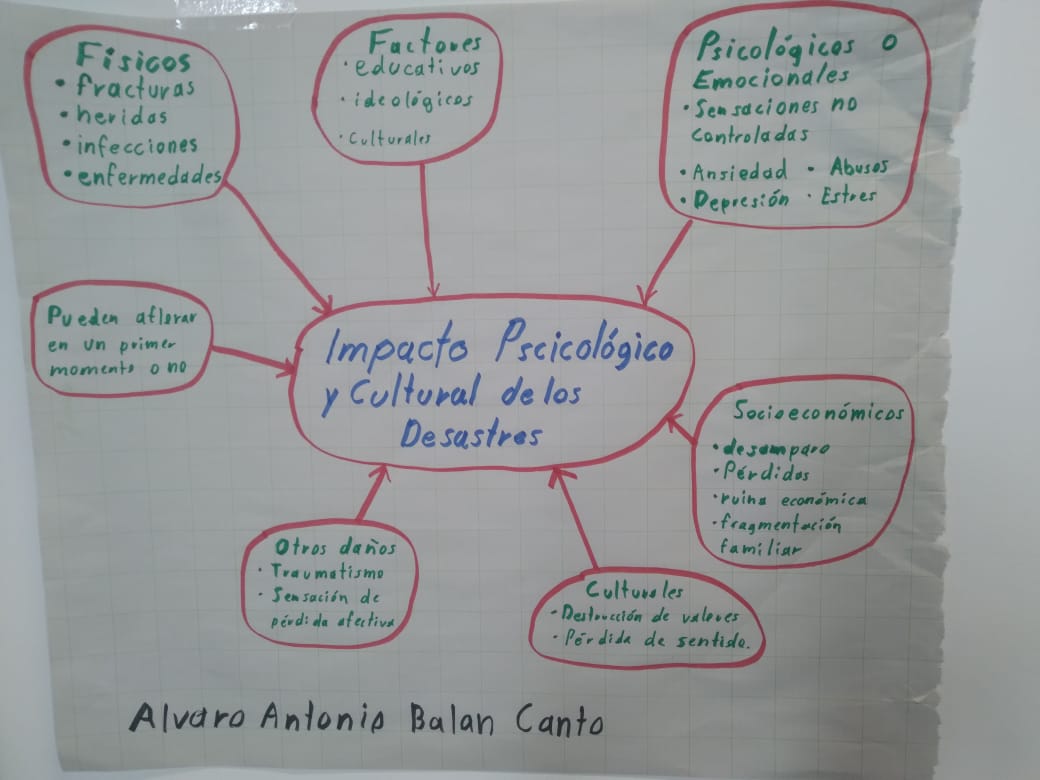 Físicos
• fracturas
• heridas
• infecciones
• enfermedades
Factores
• educativos
• ideológicos
• Culturales
Psicológicos o
Emocionales
• Sensaciones no
controladas
• Ansiedad • Abusos
• Depresión • Estres
Pueden aflorar
en un primer
momento o no
Impacto Pscicológico
y Cultural de los
Desastres
Socioeconómicos
• desamparo
• Pérdidas
• ruina económica
• fragmentación
familiar
Otros daños
• Traumatismo
• Sensación de
pérdida afectiva
Culturales
• Destrucción de valores
• Pérdida de sentido.
Alvaro Antonio Balan Canto